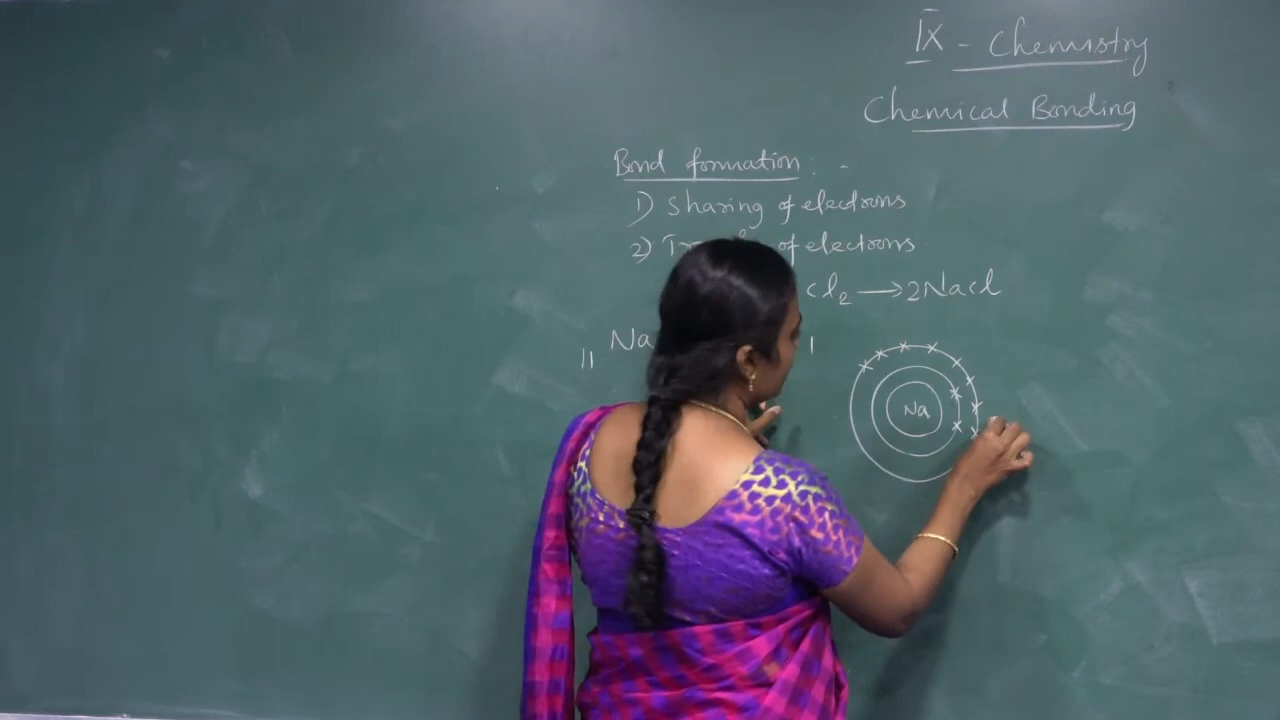 IX - Chemistry
Chemical Bonding
Bond formation : -
1) Sharing of electrons
2) of electrons
Cl2 → 2NaCl
Na
11
Na